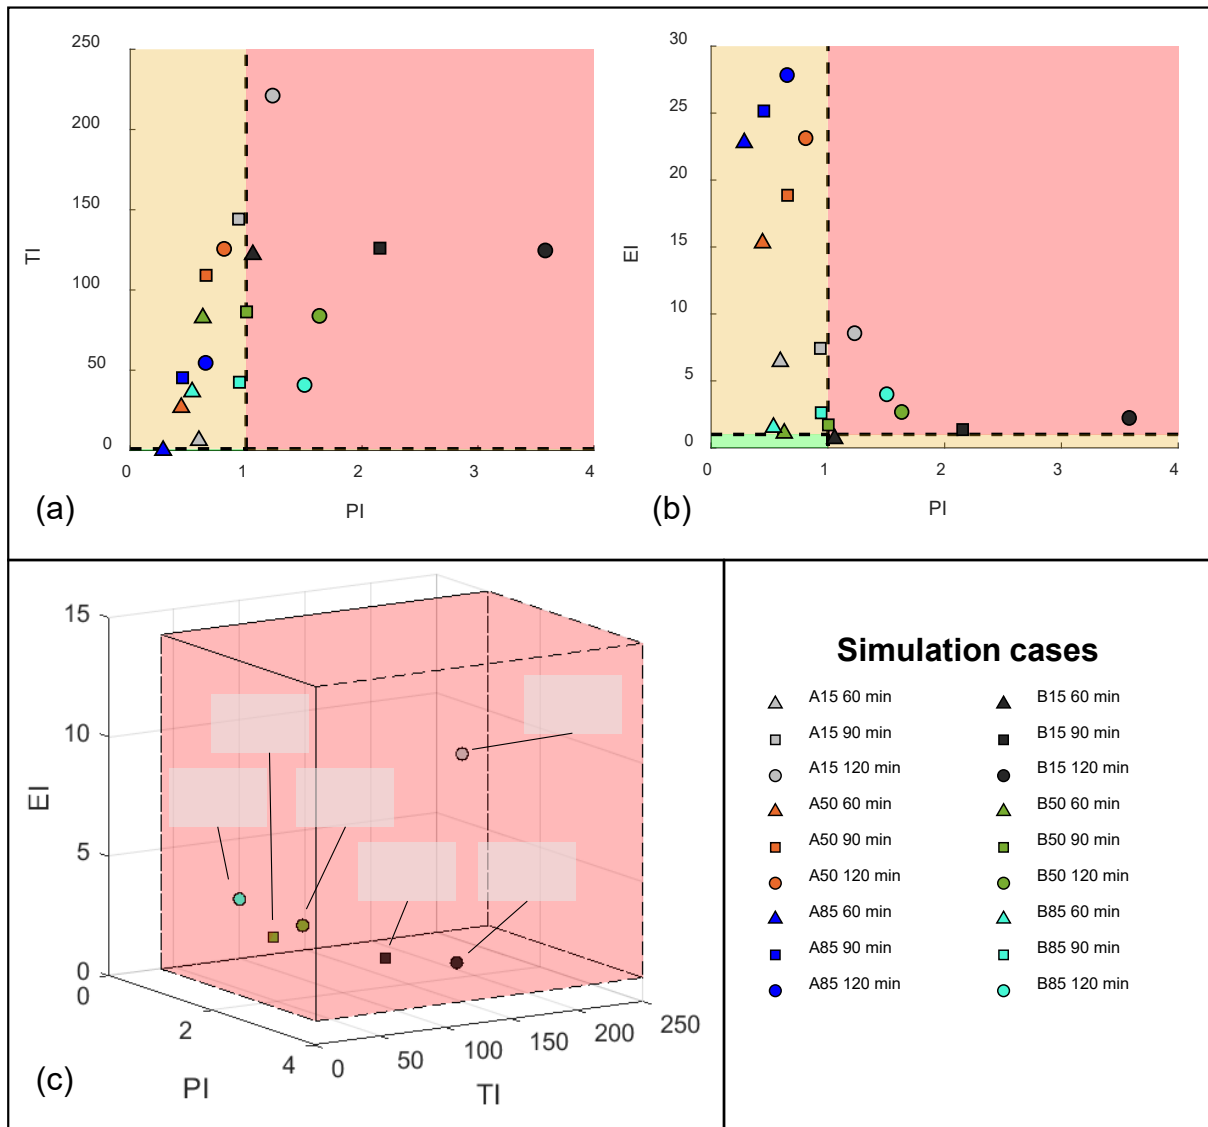 250
200
150
100
50
0
TI
0 1 2 3 4
PI
(a)
30
25
20
15
10
5
0
EI
0 1 2 3 4
PI
(b)
15
10
5
0
EI
0
2
4
PI
0 50 100 150 200 250
TI
(c)
Simulation cases
A15 60 min
A15 90 min
A15 120 min
A50 60 min
A50 90 min
A50 120 min
A85 60 min
A85 90 min
A85 120 min
B15 60 min
B15 90 min
B15 120 min
B50 60 min
B50 90 min
B50 120 min
B85 60 min
B85 90 min
B85 120 min